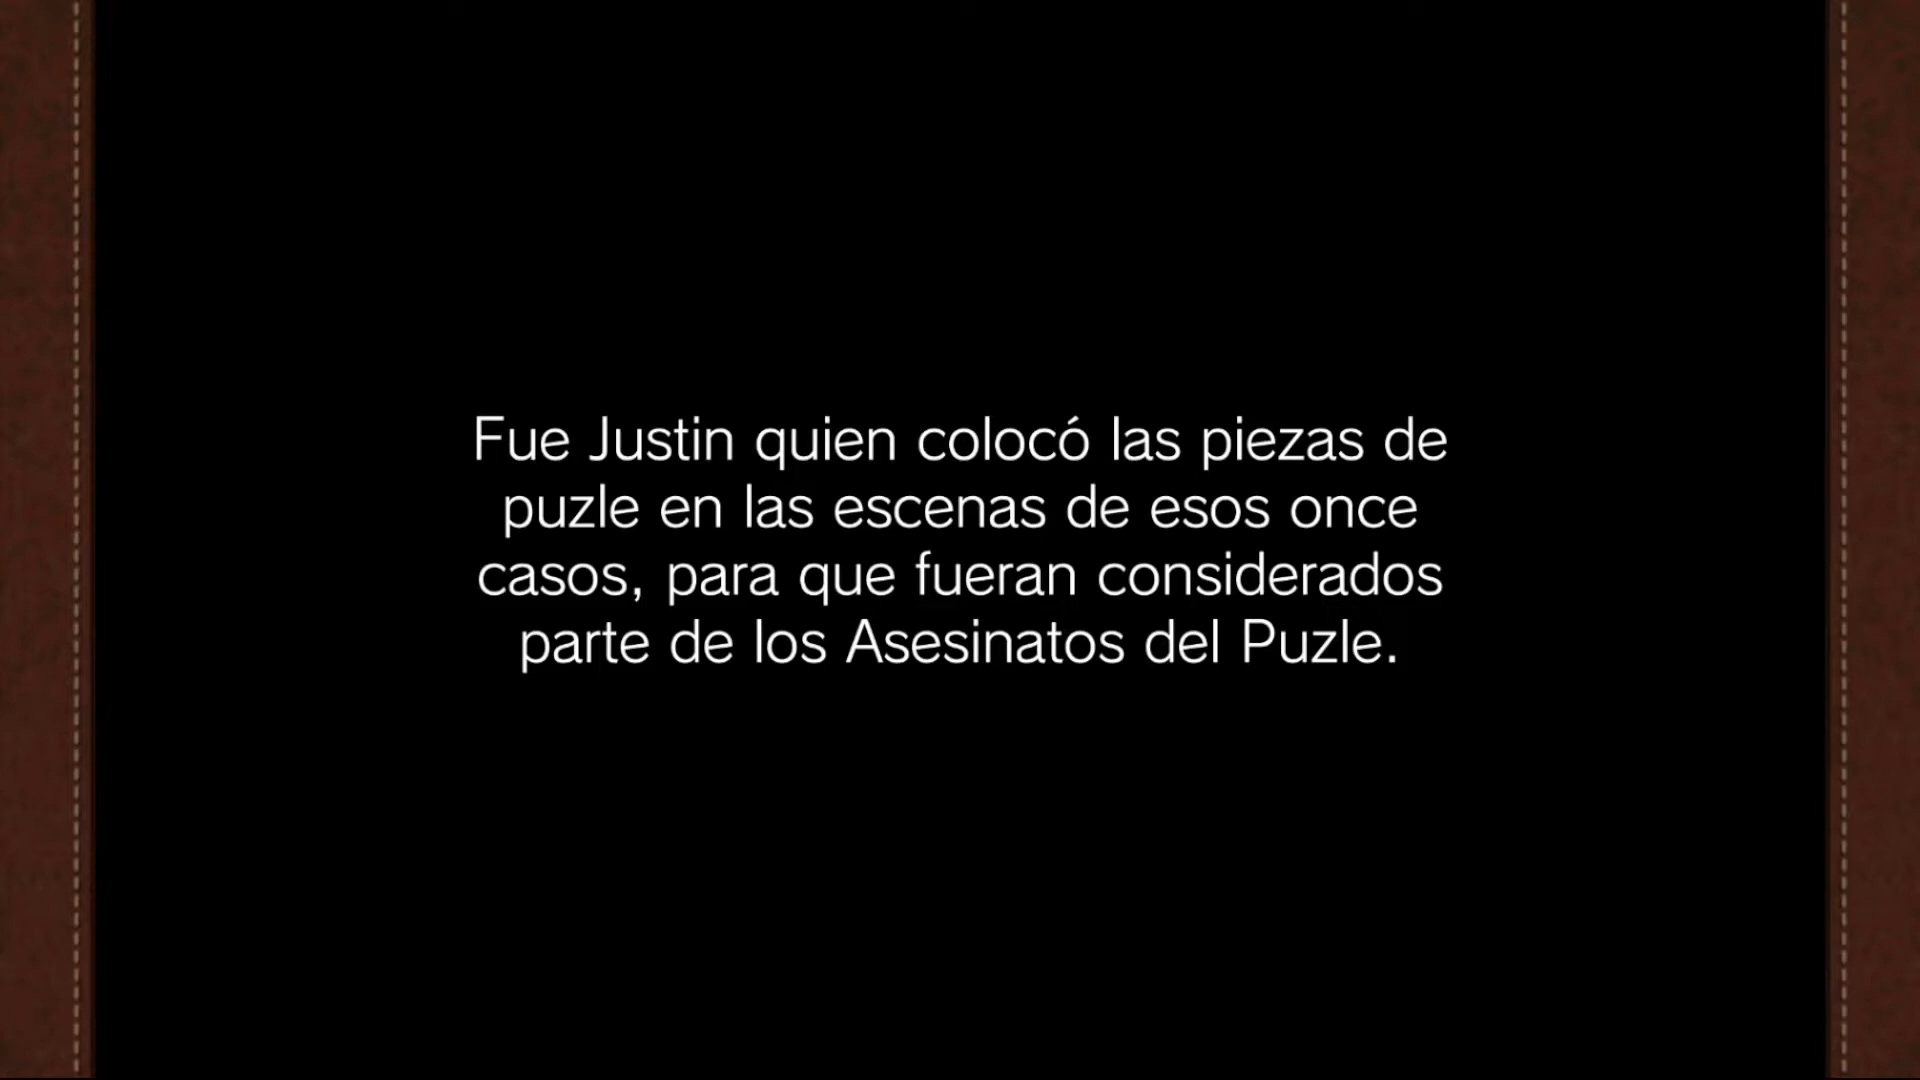 Fue Justin quien colocó las piezas de
puzle en las escenas de esos once
casos, para que fueran considerados
parte de los Asesinatos del Puzle.